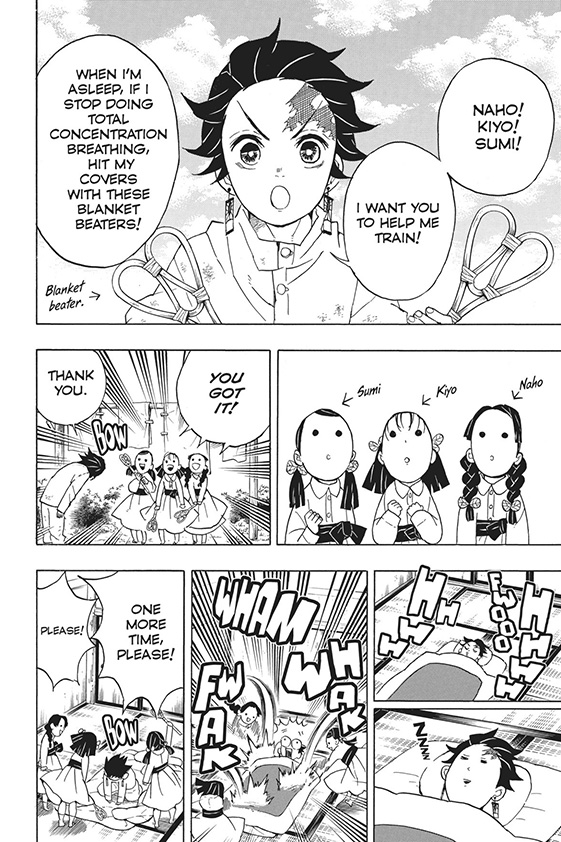 NAHO!
KIYO!
SUMI!
I WANT YOU
TO HELP ME
TRAIN!
WHEN I'M
ASLEEP, IF I
STOP DOING
TOTAL
CONCENTRATION
BREATHING,
HIT MY
COVERS
WITH THESE
BLANKET
BEATERS!
Blanket
beater.
Naho
Kiyo
Sumi
YOU
GOT
IT!
THANK
YOU.
BOW
FWOOO
HHHH
HHHH
ZZZZ
WHAM
WHAK
FWAK
ONE
MORE
TIME,
PLEASE!
PLEASE!
BOW